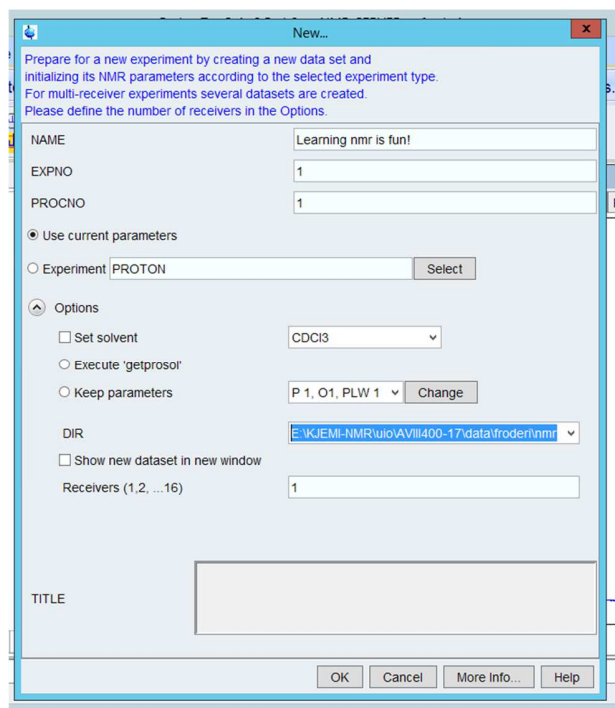 New...
x
Prepare for a new experiment by creating a new data set and
initializing its NMR parameters according to the selected experiment type.
For multi-receiver experiments several datasets are created.
Please define the number of receivers in the Options.
NAME Learning nmr is fun!
EXPNO 1
PROCNO 1
Use current parameters
Experiment PROTON Select
Options
Set solvent CDCl3
Execute 'getprosol'
Keep parameters P 1, O1, PLW 1 Change
DIR E:\KJEMI-NMR\uio\AVIII400-17\data\froderi\nmr
Show new dataset in new window
Receivers (1,2, ...16) 1
TITLE
OK Cancel More Info... Help